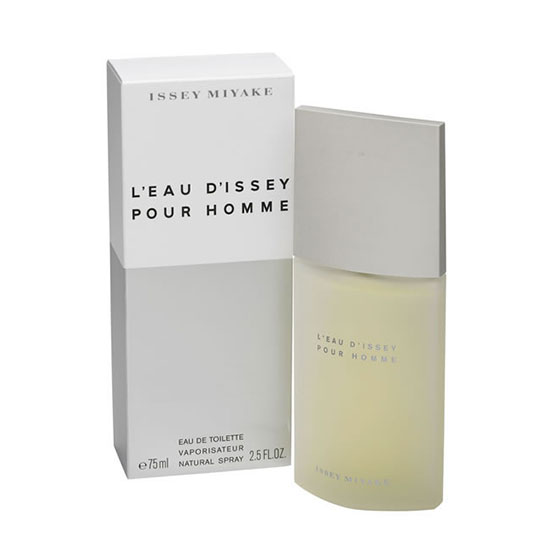 ISSEY MIYAKE
L'EAU D'ISSEY
POUR HOMME
EAU DE TOILETTE
VAPORISATEUR
℮75ml NATURAL SPRAY 2.5 FL.OZ.
L'EAU D'ISSEY
POUR HOMME
ISSEY MIYAKE